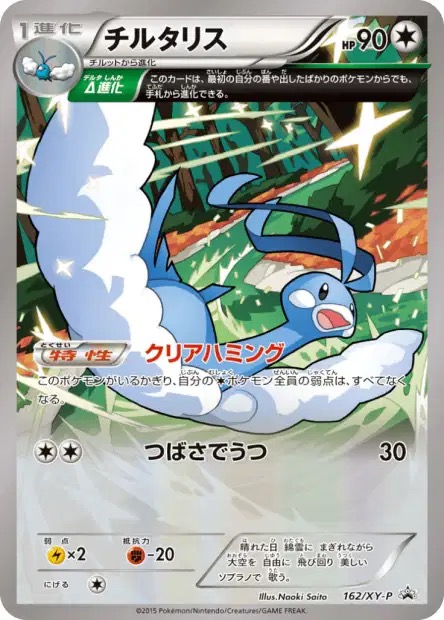 1進化
チルタリス
HP90
チルットから進化
デルタ しんか
Δ進化
このカードは、最初の自分の番や出したばかりのポケモンからでも、
手札から進化できる。
とくせい
特性 クリアハミング
このポケモンがいるかぎり、自分のポケモン全員の弱点は、すべてなく
なる。
つばさでうつ 30
弱点 抵抗力
×2 -20
にげる
晴れた日 綿雲に まぎれながら
大空を 自由に 飛び回り 美しい
ソプラノで 歌う。
Illus. Naoki Saito 162/XY-P
©2015 Pokémon/Nintendo/Creatures/GAME FREAK.